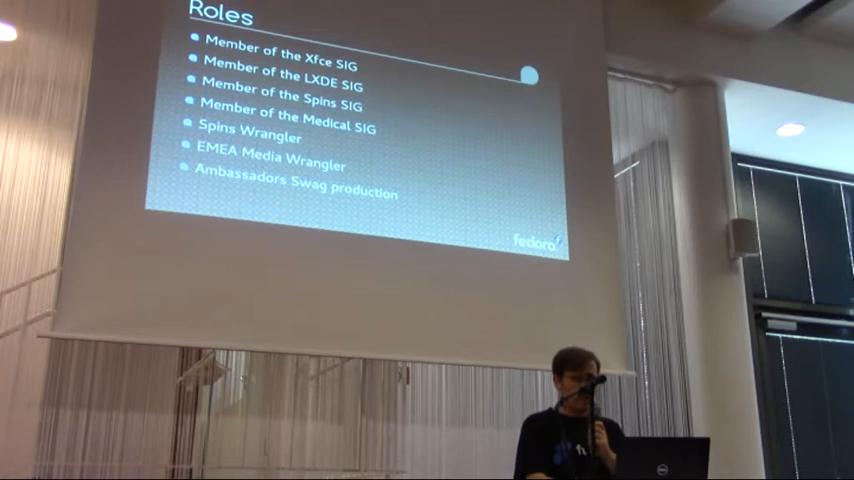 Roles
Member of the Xfce SIG
Member of the LXDE SIG
Member of the Spins SIG
Member of the Medical SIG
Spins Wrangler
EMEA Media Wrangler
Ambassadors Swag production
fedora
DELL